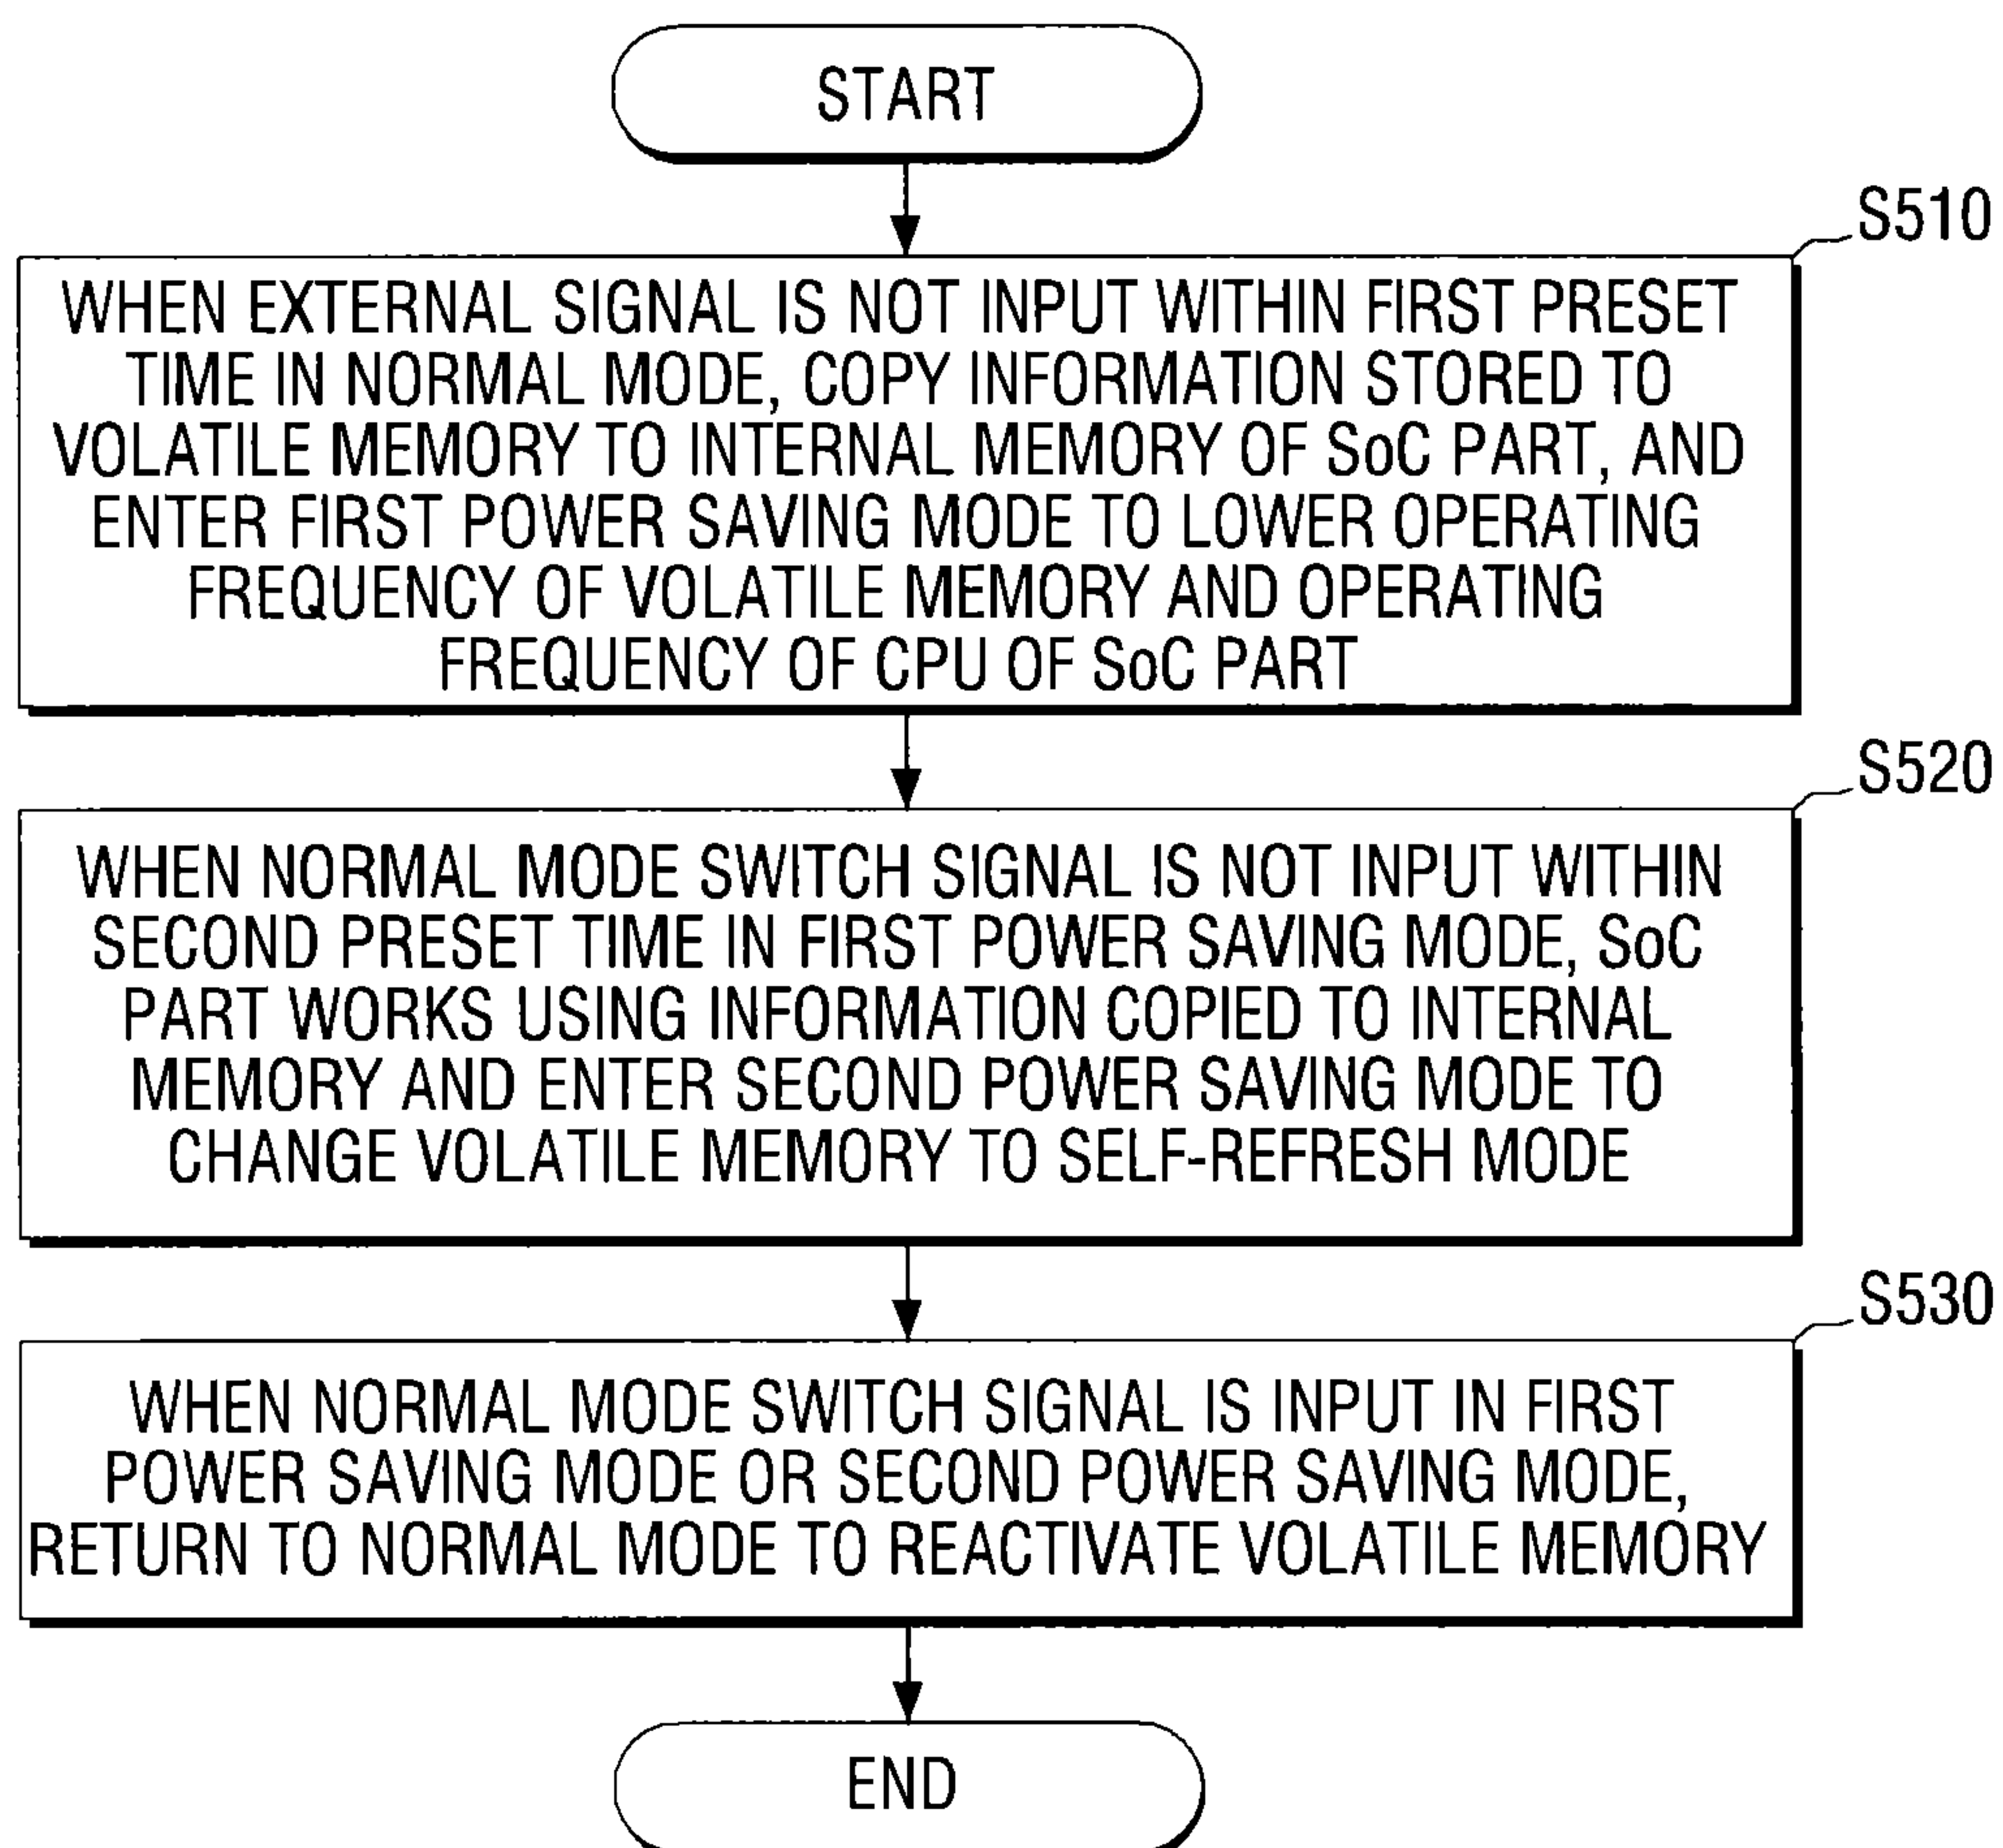 START
S510
WHEN EXTERNAL SIGNAL IS NOT INPUT WITHIN FIRST PRESET
TIME IN NORMAL MODE, COPY INFORMATION STORED TO
VOLATILE MEMORY TO INTERNAL MEMORY OF SoC PART, AND
ENTER FIRST POWER SAVING MODE TO LOWER OPERATING
FREQUENCY OF VOLATILE MEMORY AND OPERATING
FREQUENCY OF CPU OF SoC PART
S520
WHEN NORMAL MODE SWITCH SIGNAL IS NOT INPUT WITHIN
SECOND PRESET TIME IN FIRST POWER SAVING MODE, SoC
PART WORKS USING INFORMATION COPIED TO INTERNAL
MEMORY AND ENTER SECOND POWER SAVING MODE TO
CHANGE VOLATILE MEMORY TO SELF-REFRESH MODE
S530
WHEN NORMAL MODE SWITCH SIGNAL IS INPUT IN FIRST
POWER SAVING MODE OR SECOND POWER SAVING MODE,
RETURN TO NORMAL MODE TO REACTIVATE VOLATILE MEMORY
END